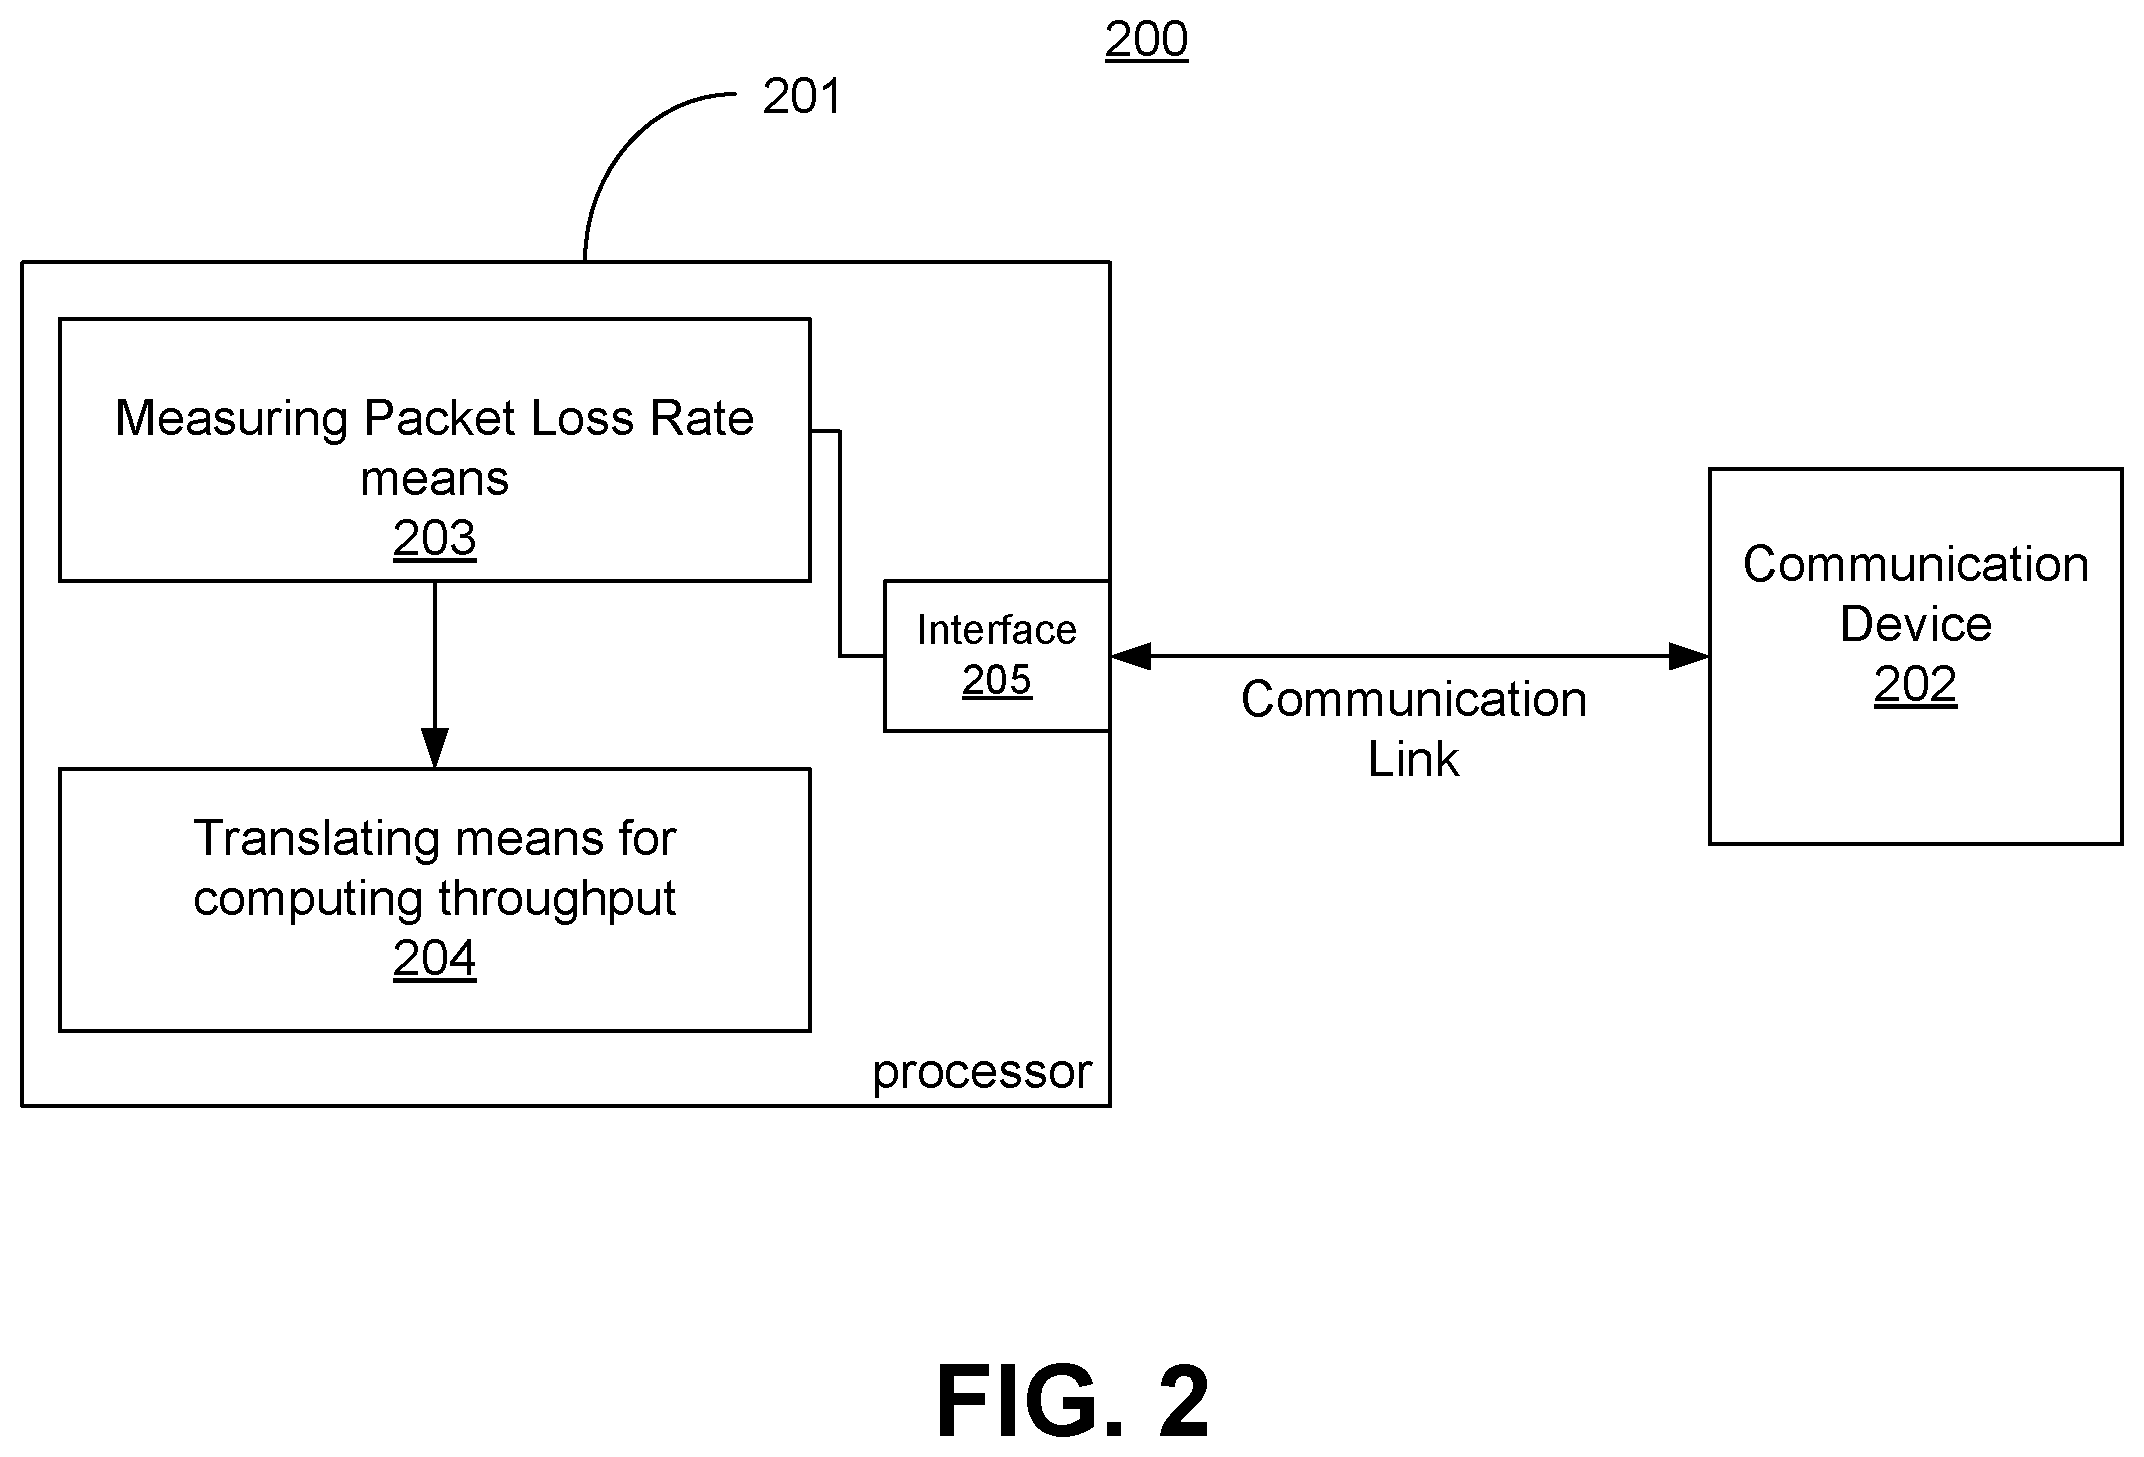 200
201
Measuring Packet Loss Rate
means
203
Interface
205
Communication
Device
202
Communication
Link
Translating means for
computing throughput
204
processor
FIG. 2